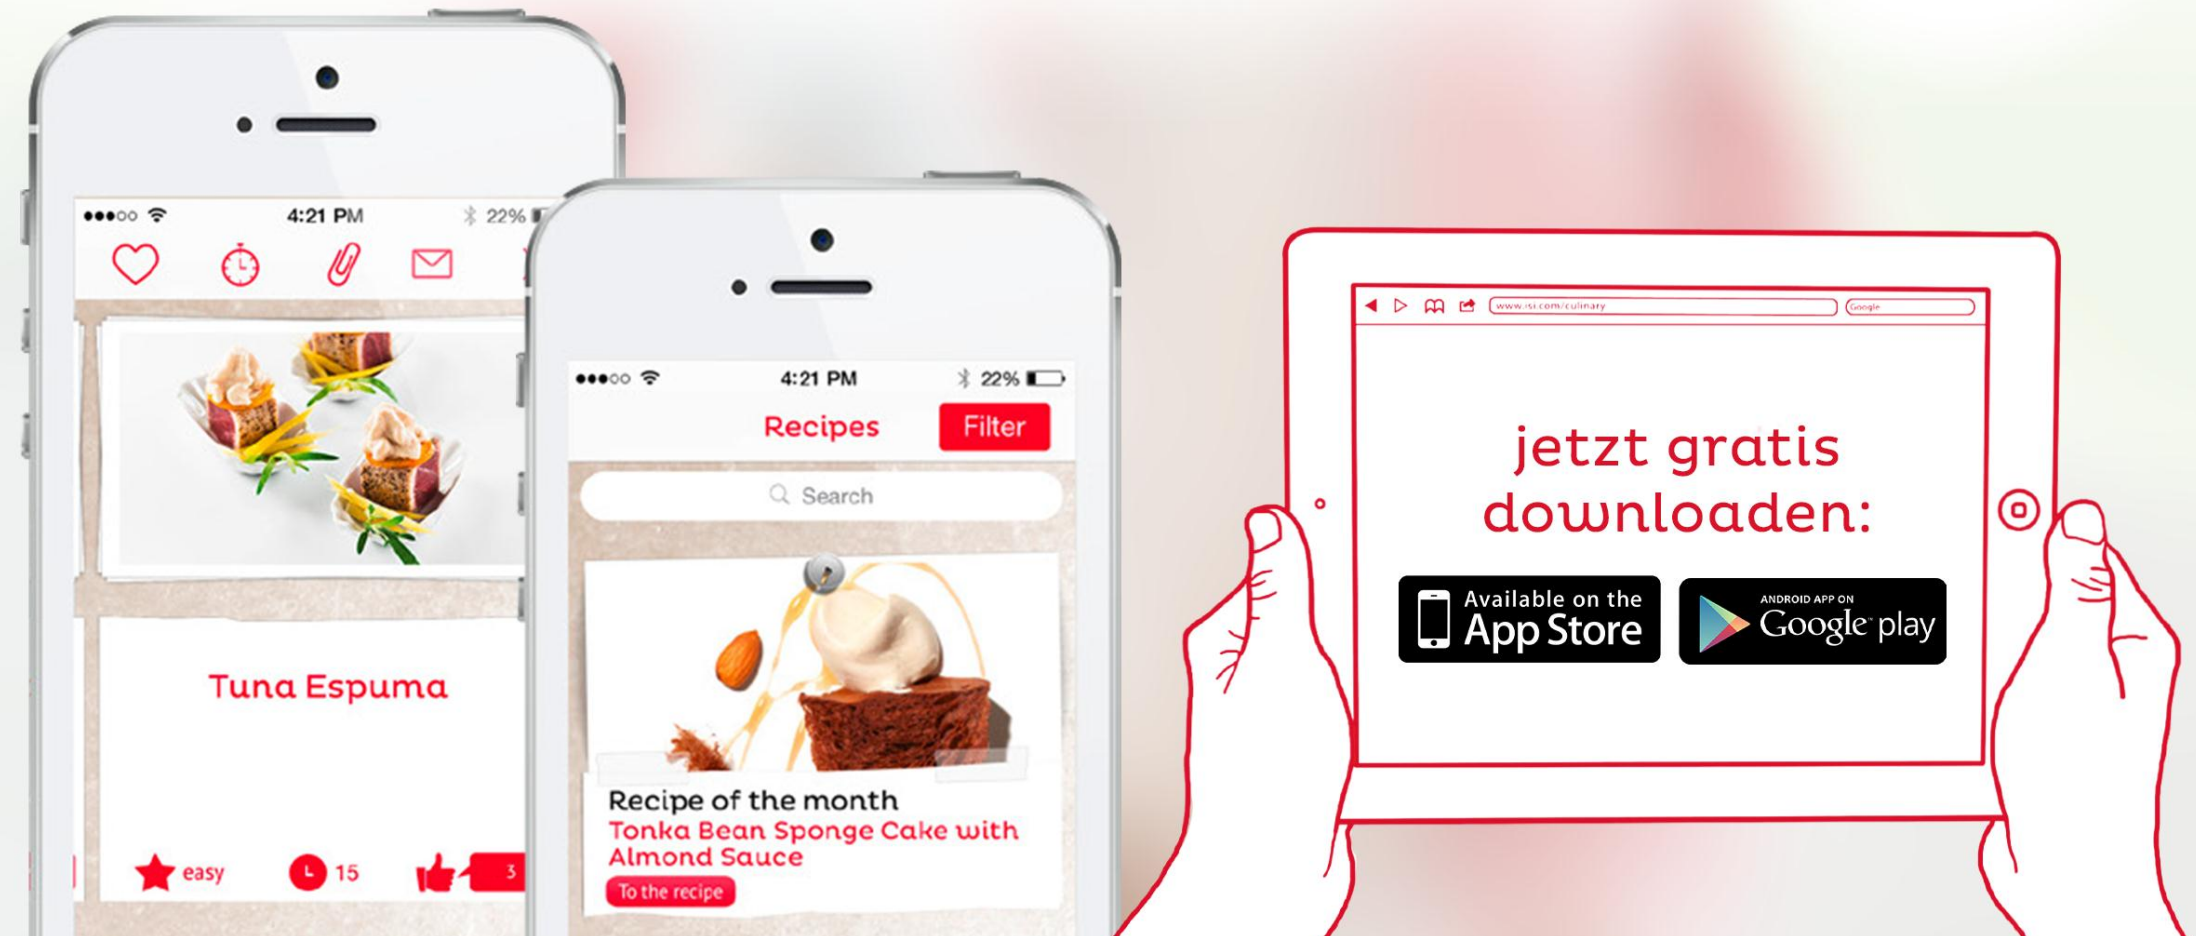 4:21 PM
22%
Tuna Espuma
easy
15
3
4:21 PM
22%
Recipes
Filter
Search
Recipe of the month
Tonka Bean Sponge Cake with
Almond Sauce
To the recipe
www.isi.com/culinary
Google
jetzt gratis
downloaden:
Available on the
App Store
ANDROID APP ON
Google play